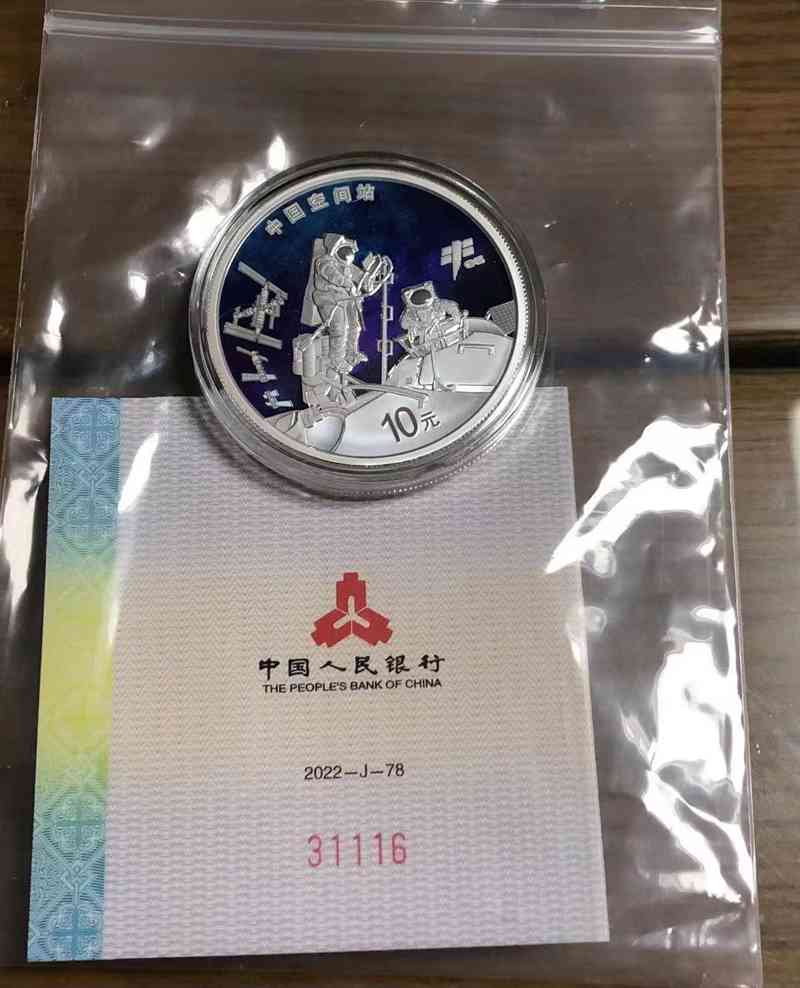 中国空间站
10元
中国人民银行
THE PEOPLE'S BANK OF CHINA
2022-J-78
31116